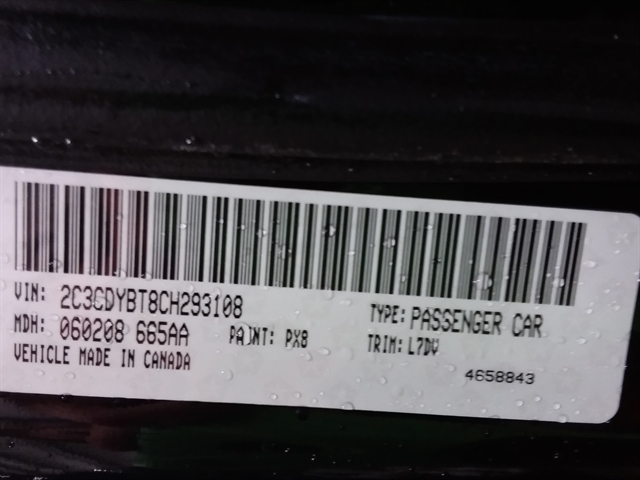 VIN: 2C3CDYBT8CH293108 TYPE: PASSENGER CAR
MDH: 060208 665AA PAINT: PX8 TRIM: L7DV
VEHICLE MADE IN CANADA 4658843